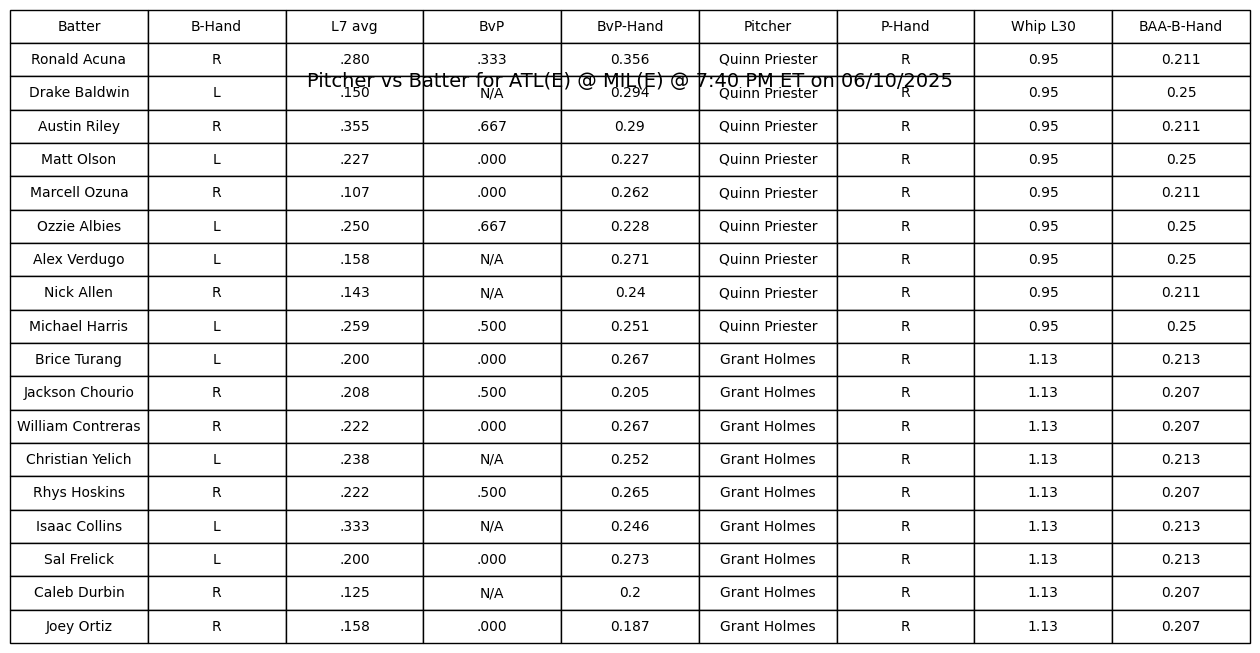 Batter B-Hand L7 avg BvP BvP-Hand Pitcher P-Hand Whip L30 BAA-B-Hand
Ronald Acuna R .280 .333 0.356 Quinn Priester R 0.95 0.211
Pitcher vs Batter for ATL(E) @ MIL(E) @ 7:40 PM ET on 06/10/2025
Drake Baldwin L .150 N/A 0.294 Quinn Priester R 0.95 0.25
Austin Riley R .355 .667 0.29 Quinn Priester R 0.95 0.211
Matt Olson L .227 .000 0.227 Quinn Priester R 0.95 0.25
Marcell Ozuna R .107 .000 0.262 Quinn Priester R 0.95 0.211
Ozzie Albies L .250 .667 0.228 Quinn Priester R 0.95 0.25
Alex Verdugo L .158 N/A 0.271 Quinn Priester R 0.95 0.25
Nick Allen R .143 N/A 0.24 Quinn Priester R 0.95 0.211
Michael Harris L .259 .500 0.251 Quinn Priester R 0.95 0.25
Brice Turang L .200 .000 0.267 Grant Holmes R 1.13 0.213
Jackson Chourio R .208 .500 0.205 Grant Holmes R 1.13 0.207
William Contreras R .222 .000 0.267 Grant Holmes R 1.13 0.207
Christian Yelich L .238 N/A 0.252 Grant Holmes R 1.13 0.213
Rhys Hoskins R .222 .500 0.265 Grant Holmes R 1.13 0.207
Isaac Collins L .333 N/A 0.246 Grant Holmes R 1.13 0.213
Sal Frelick L .200 .000 0.273 Grant Holmes R 1.13 0.213
Caleb Durbin R .125 N/A 0.2 Grant Holmes R 1.13 0.207
Joey Ortiz R .158 .000 0.187 Grant Holmes R 1.13 0.207